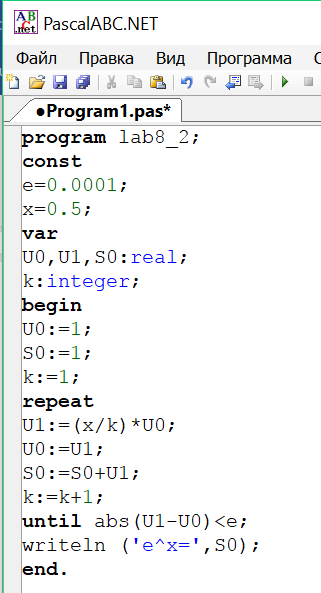 PascalABC.NET
Файл Правка Вид Программа
•Program1.pas*
program lab8_2;
const
e=0.0001;
x=0.5;
var
U0,U1,S0:real;
k:integer;
begin
U0:=1;
S0:=1;
k:=1;
repeat
U1:=(x/k)*U0;
U0:=U1;
S0:=S0+U1;
k:=k+1;
until abs(U1-U0)<e;
writeln ('e^x=',S0);
end.